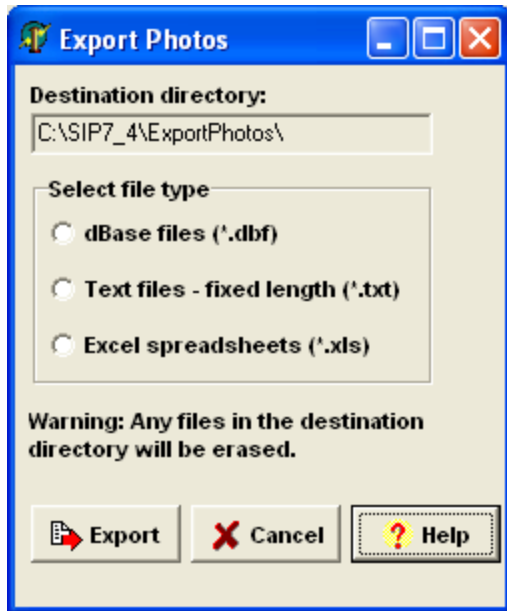 Export Photos
Destination directory:
C:\SIP7_4\ExportPhotos\
Select file type
dBase files (*.dbf)
Text files - fixed length (*.txt)
Excel spreadsheets (*.xls)
Warning: Any files in the destination
directory will be erased.
Export Cancel ? Help